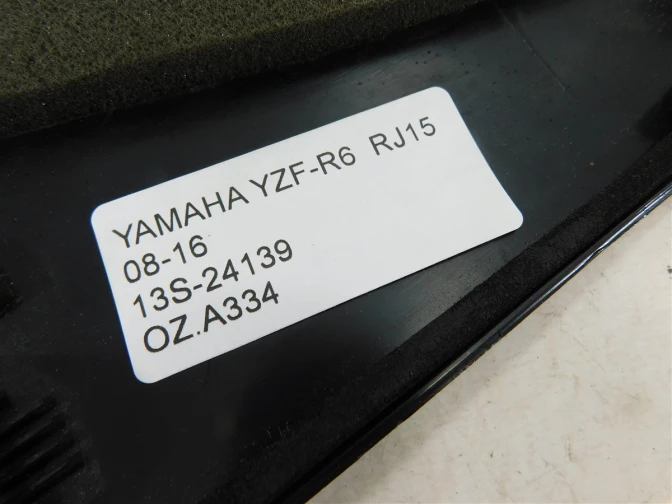 YAMAHA YZF-R6 RJ15
08-16
13S-24139
OZ.A334